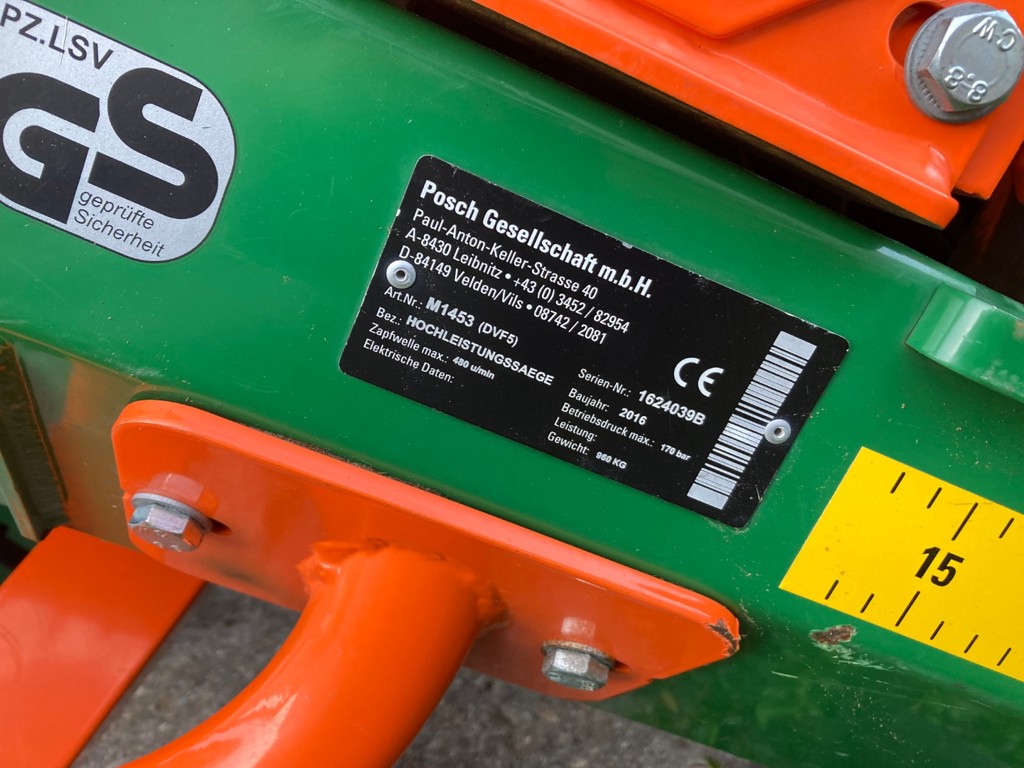 PZ.LSV
GS
geprüfte
Sicherheit
Posch Gesellschaft m.b.H.
Paul-Anton-Keller-Strasse 40
A-8430 Leibnitz • +43 (0) 3452 / 82954
D-84149 Velden/Vils • 08742 / 2081
Art.Nr.: M1453 (DVF5)
Bez.: HOCHLEISTUNGSSAEGE
Zapfwelle max.: 480 u/min
Elektrische Daten:
CE
Serien-Nr.: 1624039B
Baujahr: 2016
Betriebsdruck max.: 170 bar
Leistung:
Gewicht: 960 KG
15
CW
8-8